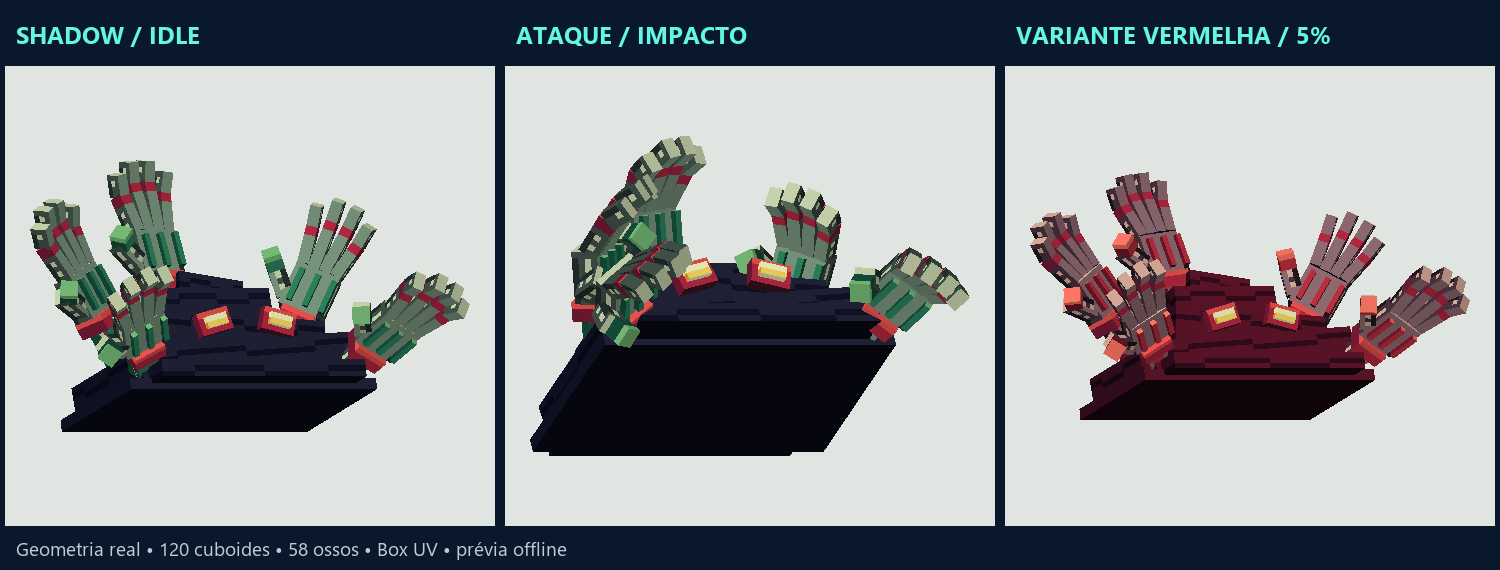 SHADOW / IDLE
ATAQUE / IMPACTO
VARIANTE VERMELHA / 5%
Geometria real • 120 cuboides • 58 ossos • Box UV • prévia offline